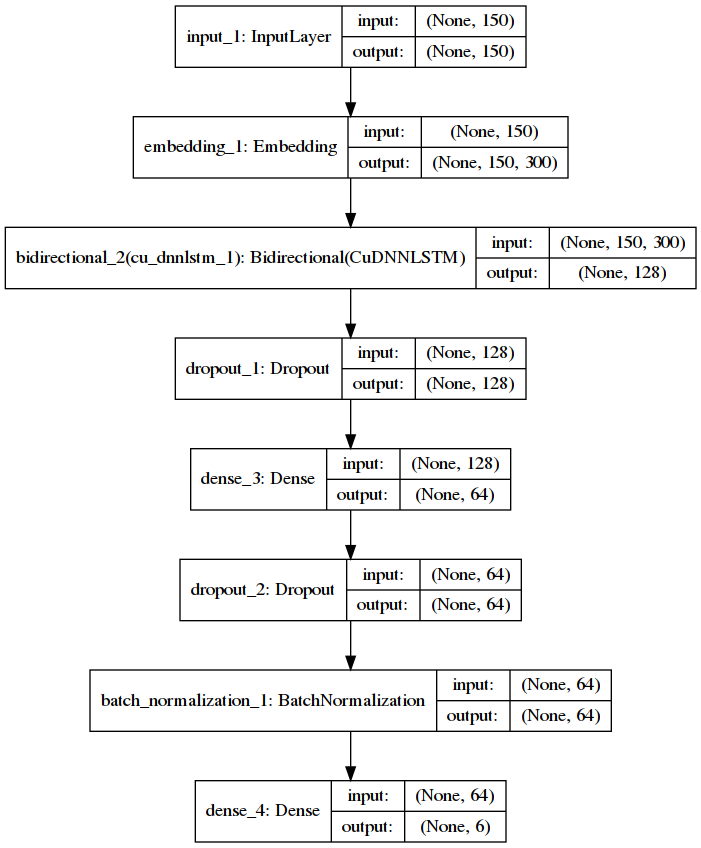 input_1: InputLayer
input: (None, 150)
output: (None, 150)
embedding_1: Embedding
input: (None, 150)
output: (None, 150, 300)
bidirectional_2(cu_dnnlstm_1): Bidirectional(CuDNNLSTM)
input: (None, 150, 300)
output: (None, 128)
dropout_1: Dropout
input: (None, 128)
output: (None, 128)
dense_3: Dense
input: (None, 128)
output: (None, 64)
dropout_2: Dropout
input: (None, 64)
output: (None, 64)
batch_normalization_1: BatchNormalization
input: (None, 64)
output: (None, 64)
dense_4: Dense
input: (None, 64)
output: (None, 6)